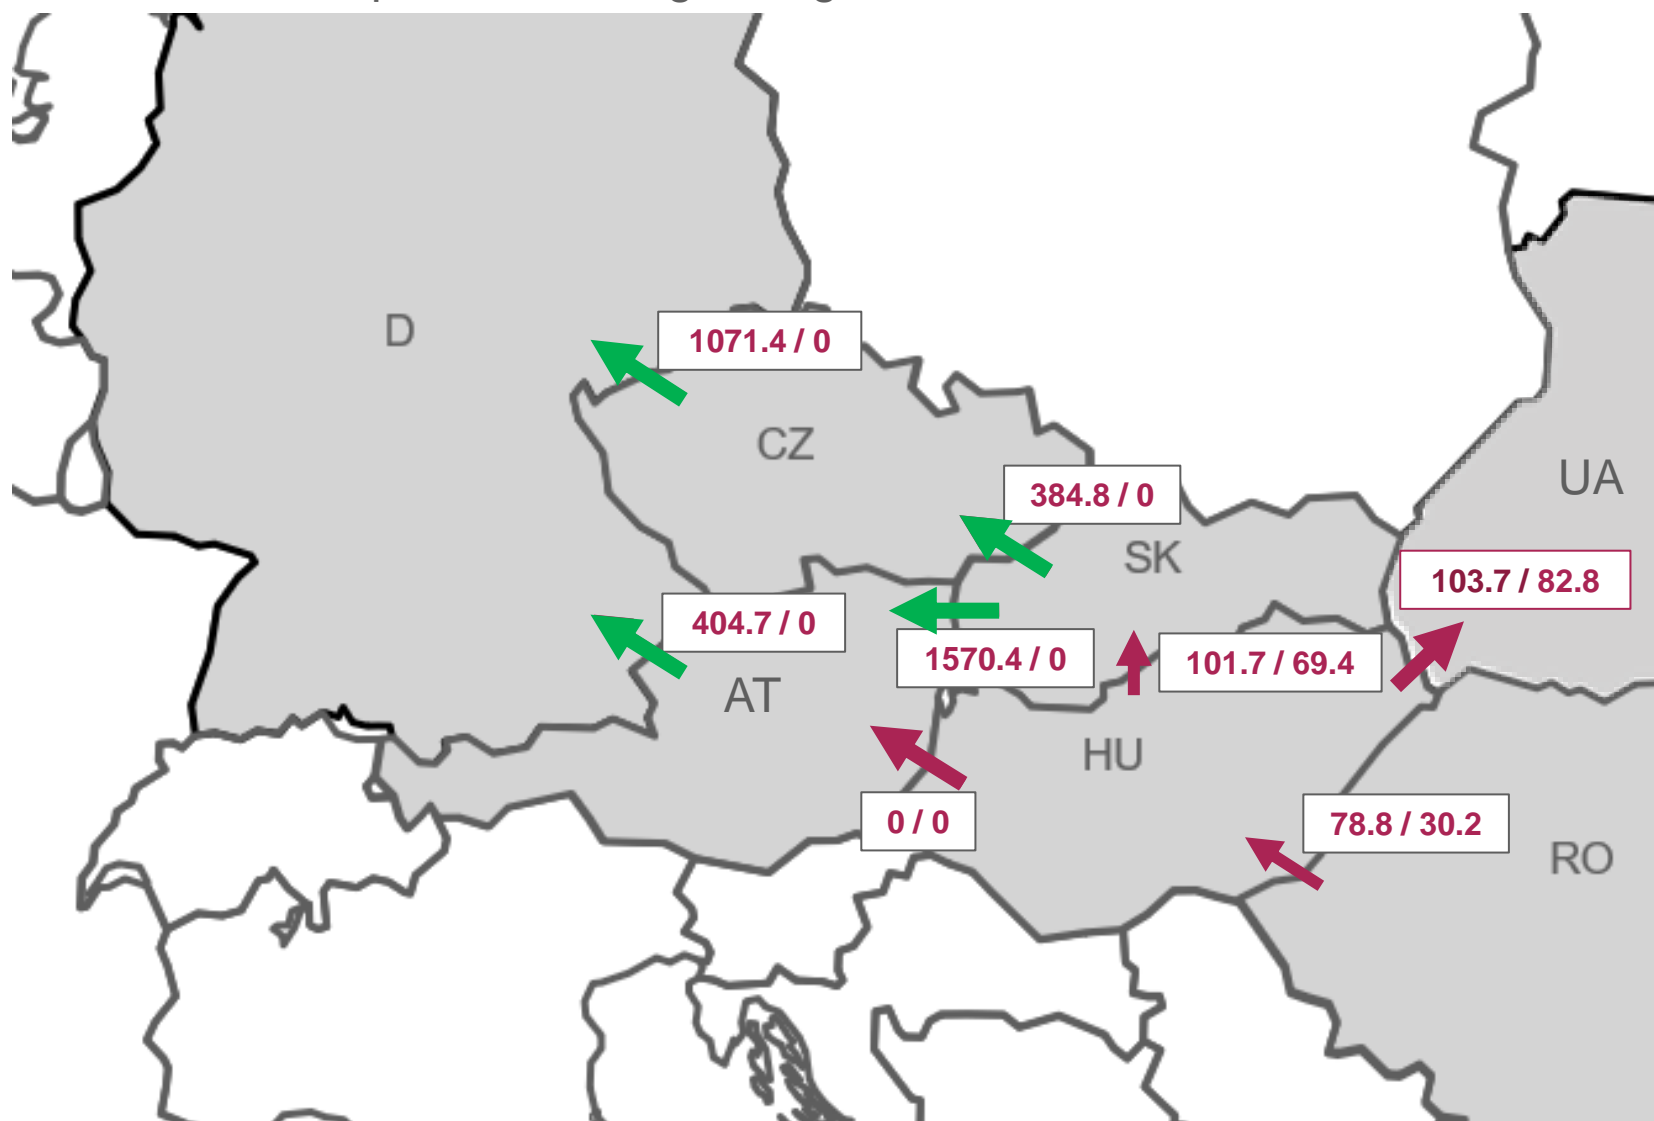 D
1071.4 / 0
CZ
384.8 / 0
UA
SK
103.7 / 82.8
404.7 / 0
1570.4 / 0
101.7 / 69.4
AT
HU
0 / 0
78.8 / 30.2
RO